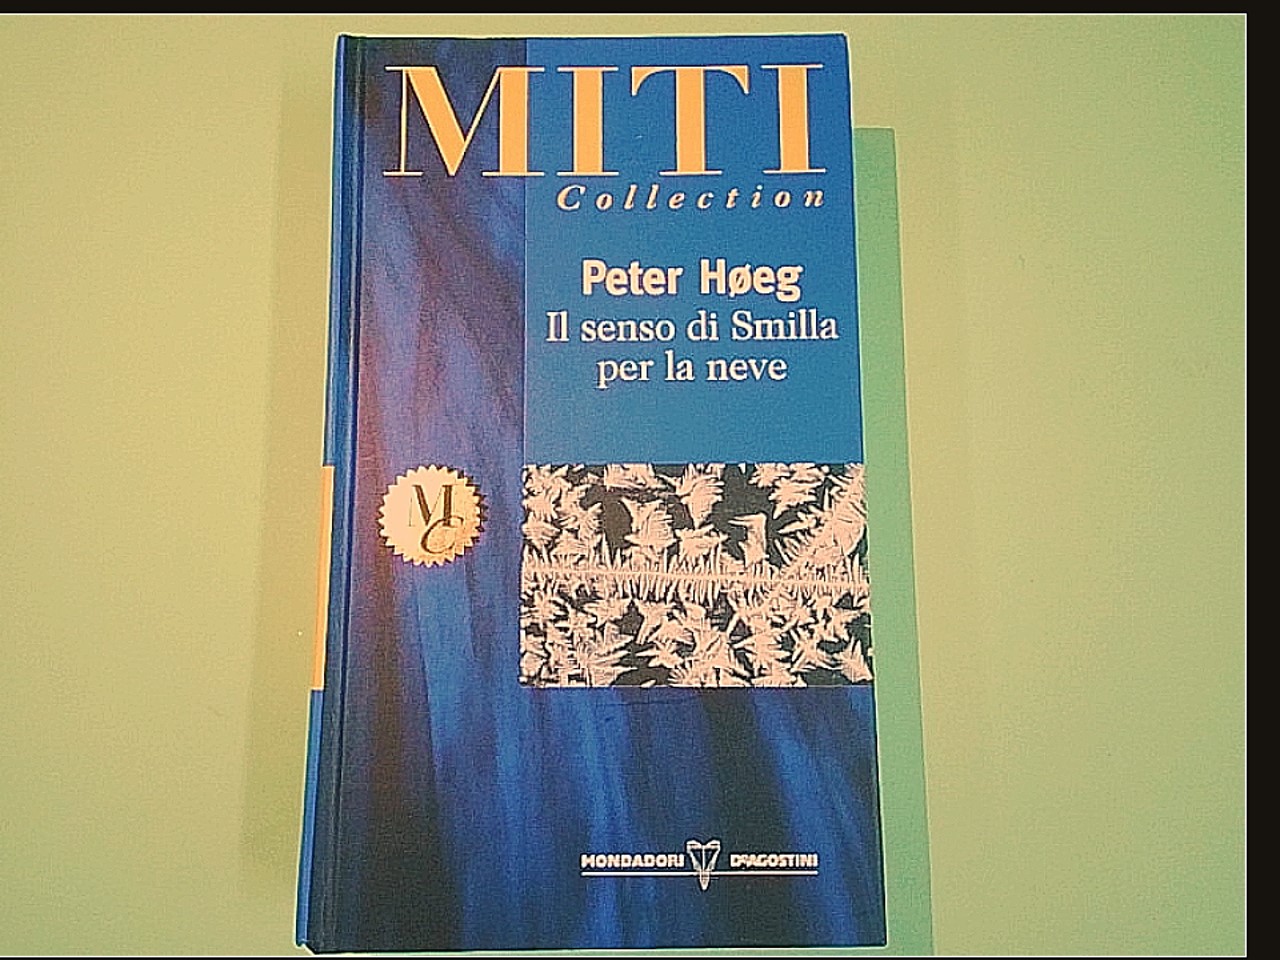 MITI
Collection
Peter Høeg
Il senso di Smilla
per la neve
MC
MONDADORI DeAGOSTINI